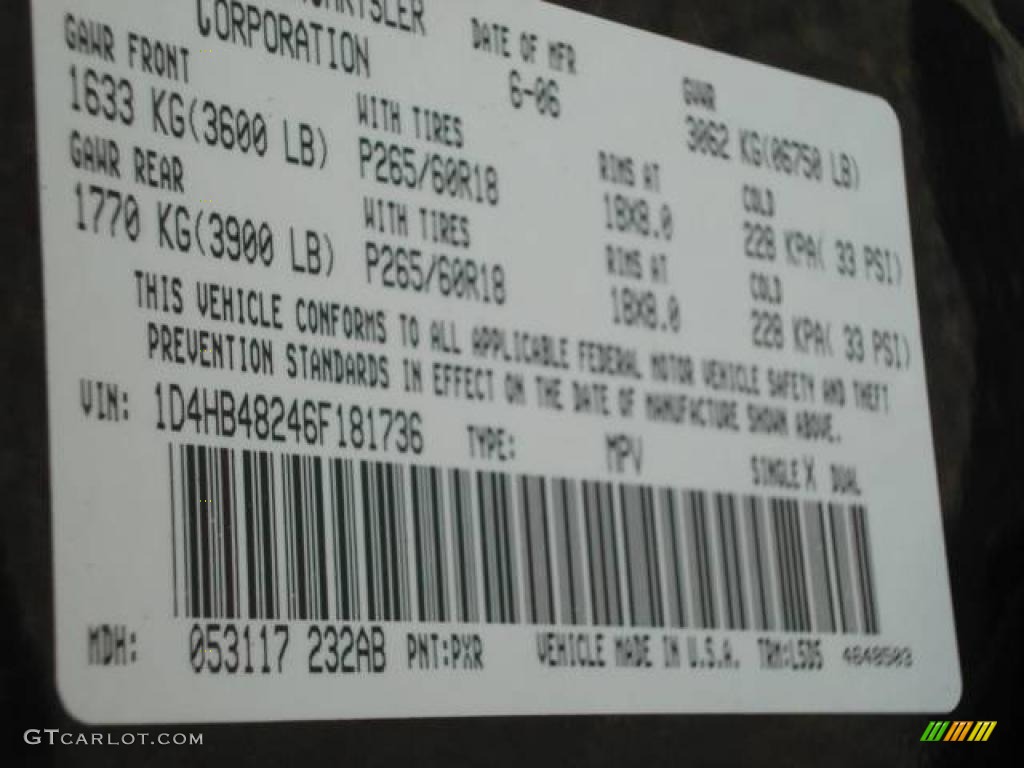 CORPORATION DATE OF MFR GVWR
GAWR FRONT 6-06 3062 KG(06750 LB)
1633 KG(3600 LB) WITH TIRES RIMS AT COLD
P265/60R18 18X8.0 228 KPA( 33 PSI)
GAWR REAR WITH TIRES RIMS AT COLD
1770 KG(3900 LB) P265/60R18 18X8.0 228 KPA( 33 PSI)
THIS VEHICLE CONFORMS TO ALL APPLICABLE FEDERAL MOTOR VEHICLE SAFETY AND THEFT
PREVENTION STANDARDS IN EFFECT ON THE DATE OF MANUFACTURE SHOWN ABOVE.
VIN: 1D4HB48246F181736 TYPE: MPV SINGLE X DUAL
MDH: 053117 232AB PNT:PXR VEHICLE MADE IN U.S.A. TRM:L5D5 4648503
GTCARLOT.COM